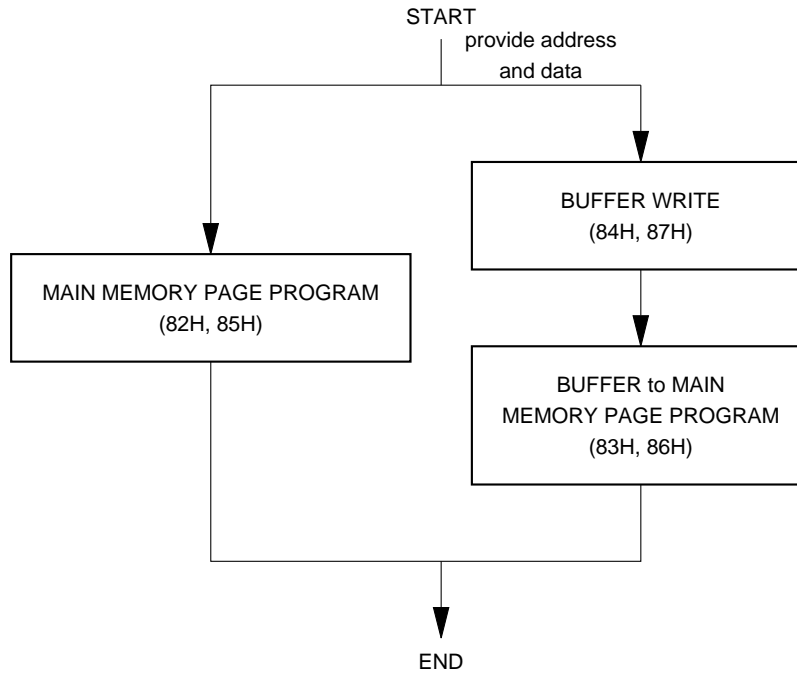 START
provide address
and data
BUFFER WRITE
(84H, 87H)
MAIN MEMORY PAGE PROGRAM
(82H, 85H)
BUFFER to MAIN
MEMORY PAGE PROGRAM
(83H, 86H)
END